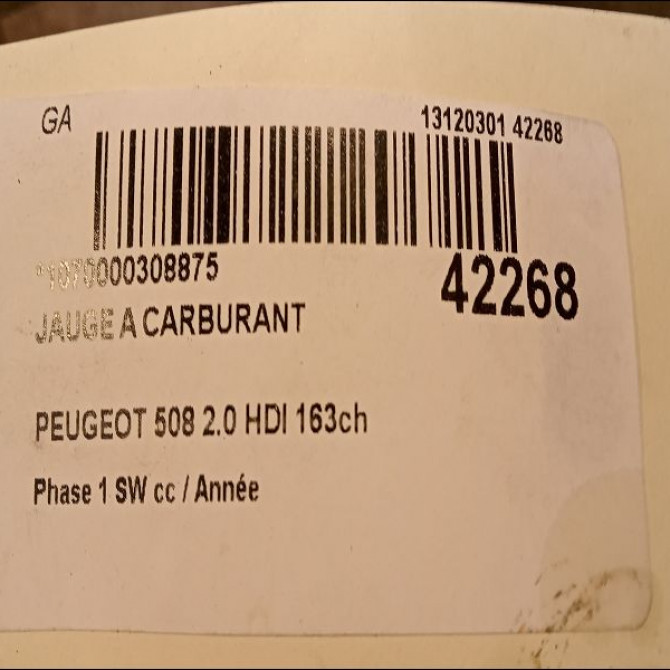 GA
13120301 42268
*1070000308875
42268
JAUGE A CARBURANT
PEUGEOT 508 2.0 HDI 163ch
Phase 1 SW cc / Année